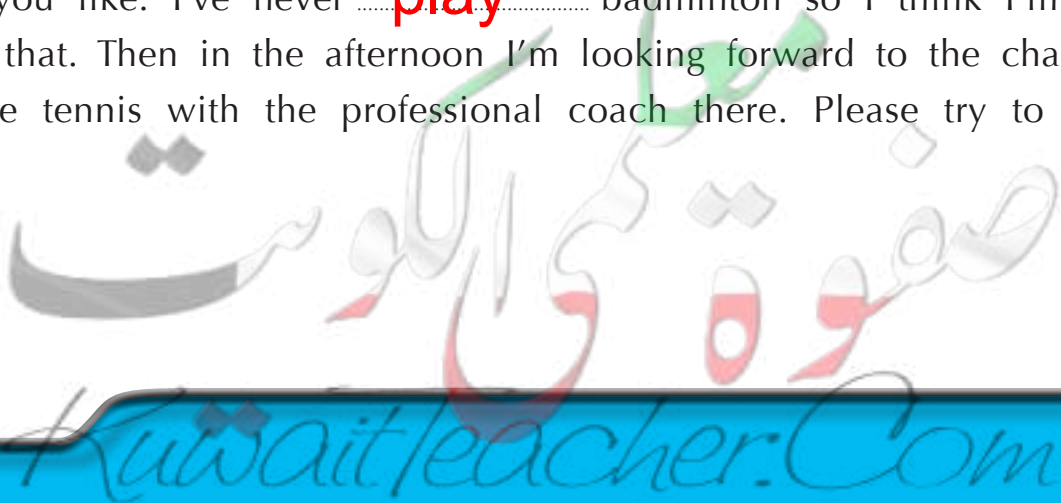 you like. I've never play badminton so I think I'm
that. Then in the afternoon I'm looking forward to the cha
e tennis with the professional coach there. Please try to
صفوة معلمى الكويت
KuwaitTeacher.Com